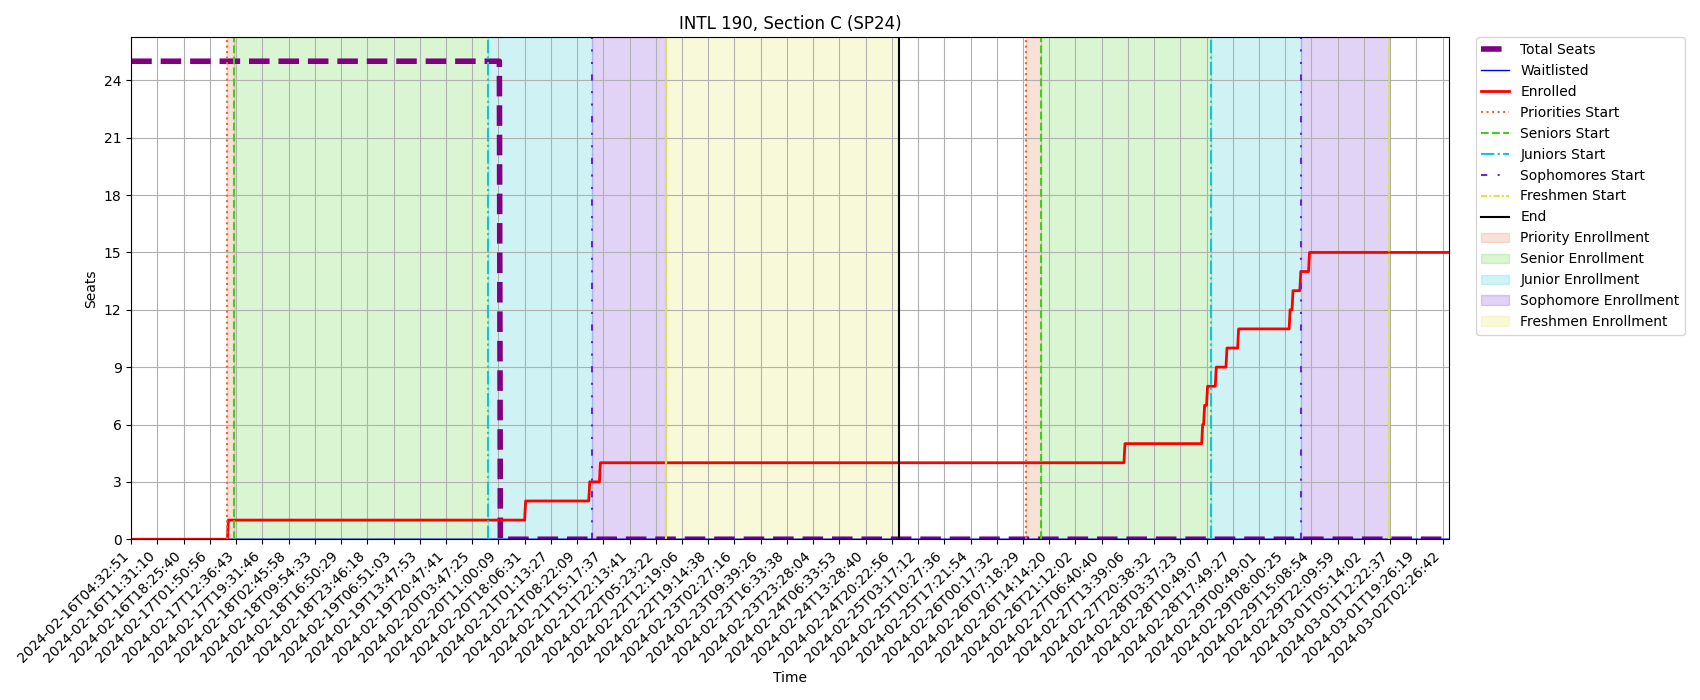 INTL 190, Section C (SP24)
Total Seats
Waitlisted
Enrolled
Priorities Start
Seniors Start
Juniors Start
Sophomores Start
Freshmen Start
End
Priority Enrollment
Senior Enrollment
Junior Enrollment
Sophomore Enrollment
Freshmen Enrollment
Seats
24
21
18
15
12
9
6
3
0
2024-02-16T04:32:51
2024-02-16T11:31:10
2024-02-16T18:25:40
2024-02-17T01:50:56
2024-02-17T12:36:43
2024-02-17T19:31:46
2024-02-18T02:45:58
2024-02-18T09:54:33
2024-02-18T16:50:29
2024-02-18T23:46:18
2024-02-19T06:51:03
2024-02-19T13:47:53
2024-02-19T20:47:41
2024-02-20T03:47:25
2024-02-20T11:00:09
2024-02-20T18:06:31
2024-02-21T01:13:27
2024-02-21T08:22:09
2024-02-21T15:17:37
2024-02-21T22:13:41
2024-02-22T05:23:22
2024-02-22T12:19:06
2024-02-22T19:14:38
2024-02-23T02:27:16
2024-02-23T09:39:26
2024-02-23T16:33:38
2024-02-23T23:28:04
2024-02-24T06:33:53
2024-02-24T13:28:40
2024-02-24T20:22:56
2024-02-25T03:17:12
2024-02-25T10:27:36
2024-02-25T17:21:54
2024-02-26T00:17:32
2024-02-26T07:18:29
2024-02-26T14:14:20
2024-02-26T21:12:02
2024-02-27T06:40:40
2024-02-27T13:39:06
2024-02-27T20:38:32
2024-02-28T03:37:23
2024-02-28T10:49:07
2024-02-28T17:49:27
2024-02-29T00:49:01
2024-02-29T08:00:25
2024-02-29T15:08:54
2024-02-29T22:09:59
2024-03-01T05:14:02
2024-03-01T12:22:37
2024-03-01T19:26:19
2024-03-02T02:26:42
Time